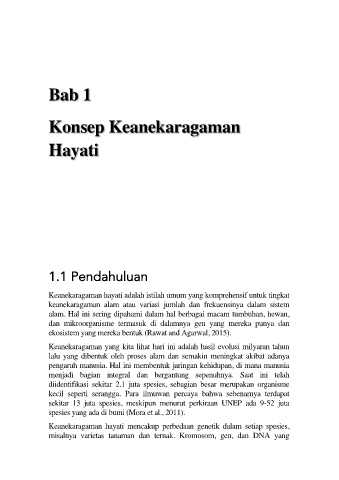 Bab 1
Konsep Keanekaragaman
Hayati
1.1 Pendahuluan
Keanekaragaman hayati adalah istilah umum yang komprehensif untuk tingkat
keanekaragaman alam atau variasi jumlah dan frekuensinya dalam sistem
alam. Hal ini sering dipahami dalam hal berbagai macam tumbuhan, hewan,
dan mikroorganisme termasuk di dalamnya gen yang mereka punya dan
ekosistem yang mereka bentuk (Rawat and Agarwal, 2015).
Keanekaragaman yang kita lihat hari ini adalah hasil evolusi milyaran tahun
lalu yang dibentuk oleh proses alam dan semakin meningkat akibat adanya
pengaruh manusia. Hal ini membentuk jaringan kehidupan, di mana manusia
menjadi bagian integral dan bergantung sepenuhnya. Saat ini telah
diidentifikasi sekitar 2.1 juta spesies, sebagian besar merupakan organisme
kecil seperti serangga. Para ilmuwan percaya bahwa sebenarnya terdapat
sekitar 13 juta spesies, meskipun menurut perkiraan UNEP ada 9-52 juta
spesies yang ada di bumi (Mora et al., 2011).
Keanekaragaman hayati mencakup perbedaan genetik dalam setiap spesies,
misalnya varietas tanaman dan ternak. Kromosom, gen, dan DNA yang